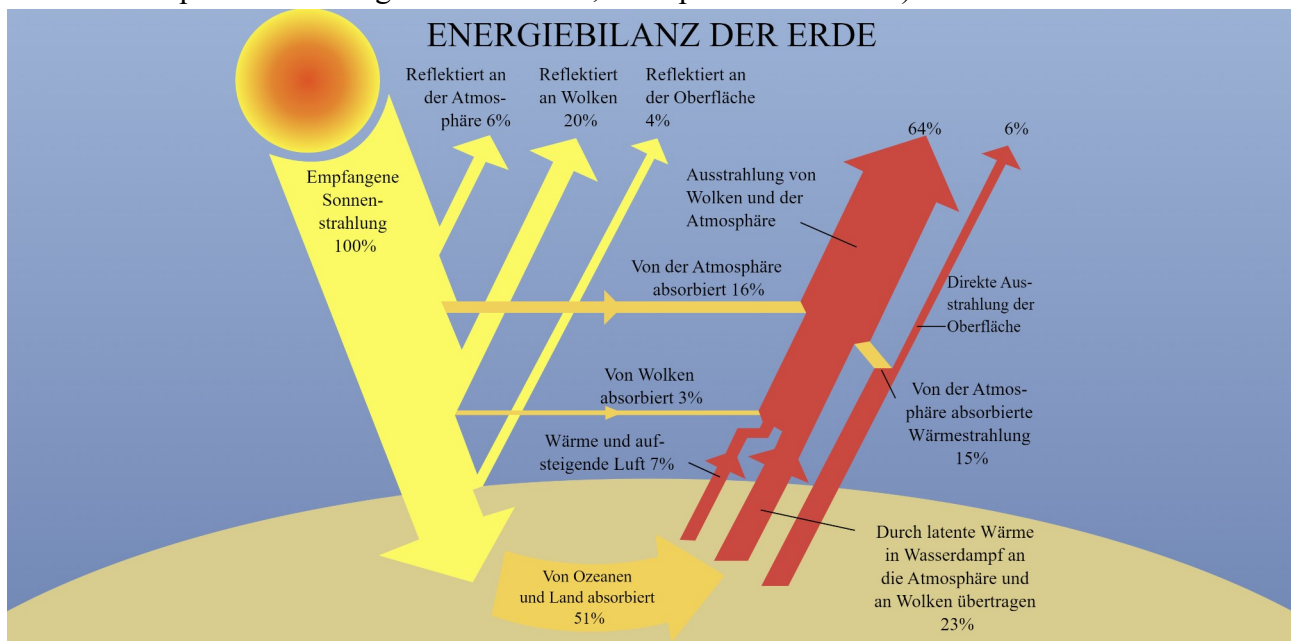 ENERGIEBILANZ DER ERDE
Reflektiert an
der Atmos-
phäre 6%
Reflektiert
an Wolken
20%
Reflektiert an
der Oberfläche
4%
64%
6%
Empfangene
Sonnen-
strahlung
100%
Ausstrahlung von
Wolken und der
Atmosphäre
Von der Atmosphäre
absorbiert 16%
Direkte Aus-
strahlung der
Oberfläche
Von Wolken
absorbiert 3%
Von der Atmos-
phäre absorbierte
Wärmestrahlung
15%
Wärme und auf-
steigende Luft 7%
Durch latente Wärme
in Wasserdampf an
die Atmosphäre und
an Wolken übertragen
23%
Von Ozeanen
und Land absorbiert
51%